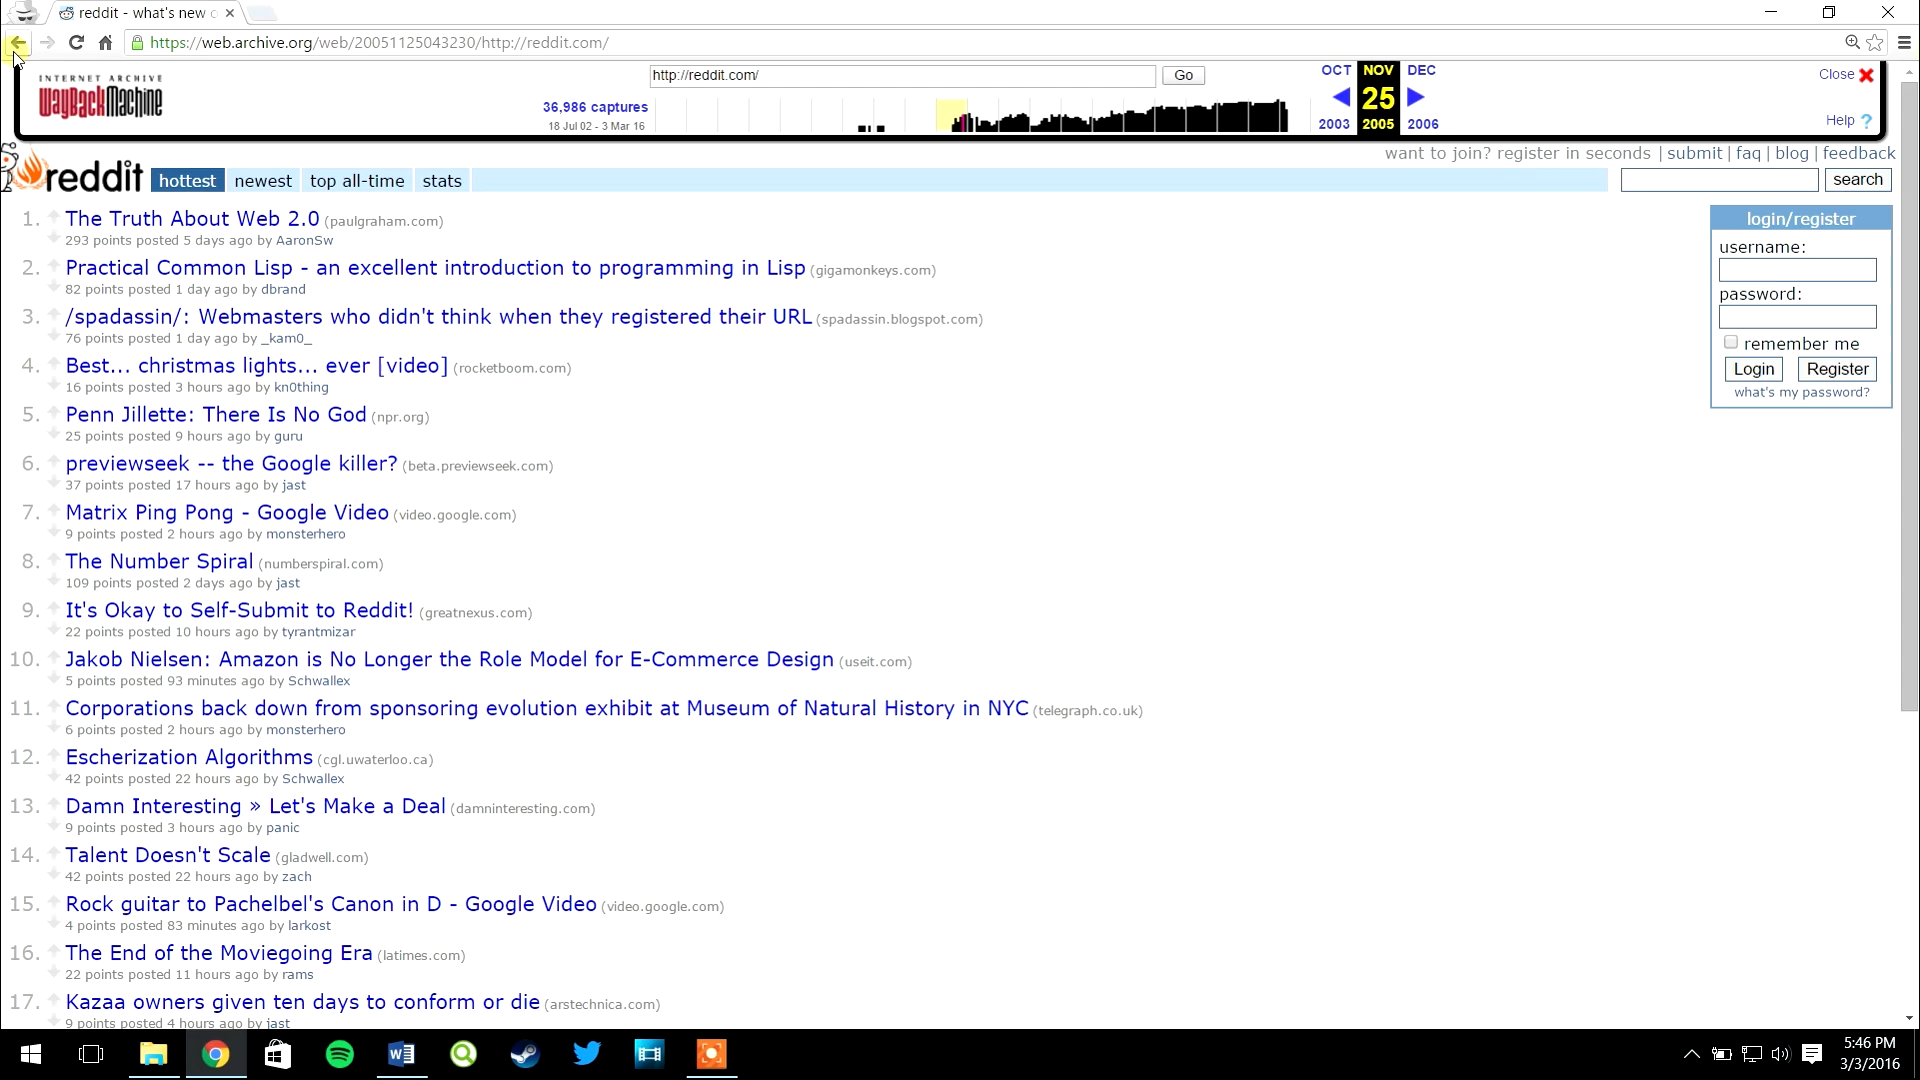 reddit - what's new o
https://web.archive.org/web/20051125043230/http://reddit.com/
INTERNET ARCHIVE
WayBackMachine
http://reddit.com/
Go
36,986 captures
18 Jul 02 - 3 Mar 16
OCT NOV DEC
25
2003 2005 2006
Close
Help ?
want to join? register in seconds | submit | faq | blog | feedback
reddit hottest newest top all-time stats search
1. The Truth About Web 2.0 (paulgraham.com)
293 points posted 5 days ago by AaronSw
2. Practical Common Lisp - an excellent introduction to programming in Lisp (gigamonkeys.com)
82 points posted 1 day ago by dbrand
3. /spadassin/: Webmasters who didn't think when they registered their URL (spadassin.blogspot.com)
76 points posted 1 day ago by _kam0_
4. Best... christmas lights... ever [video] (rocketboom.com)
16 points posted 3 hours ago by kn0thing
5. Penn Jillette: There Is No God (npr.org)
25 points posted 9 hours ago by guru
6. previewseek -- the Google killer? (beta.previewseek.com)
37 points posted 17 hours ago by jast
7. Matrix Ping Pong - Google Video (video.google.com)
9 points posted 2 hours ago by monsterhero
8. The Number Spiral (numberspiral.com)
109 points posted 2 days ago by jast
9. It's Okay to Self-Submit to Reddit! (greatnexus.com)
22 points posted 10 hours ago by tyrantmizar
10. Jakob Nielsen: Amazon is No Longer the Role Model for E-Commerce Design (useit.com)
5 points posted 93 minutes ago by Schwallex
11. Corporations back down from sponsoring evolution exhibit at Museum of Natural History in NYC (telegraph.co.uk)
6 points posted 2 hours ago by monsterhero
12. Escherization Algorithms (cgl.uwaterloo.ca)
42 points posted 22 hours ago by Schwallex
13. Damn Interesting » Let's Make a Deal (damninteresting.com)
9 points posted 3 hours ago by panic
14. Talent Doesn't Scale (gladwell.com)
42 points posted 22 hours ago by zach
15. Rock guitar to Pachelbel's Canon in D - Google Video (video.google.com)
4 points posted 83 minutes ago by larkost
16. The End of the Moviegoing Era (latimes.com)
22 points posted 11 hours ago by rams
17. Kazaa owners given ten days to conform or die (arstechnica.com)
9 points posted 4 hours ago by jast
login/register
username:
password:
remember me
Login Register
what's my password?
5:46 PM
3/3/2016